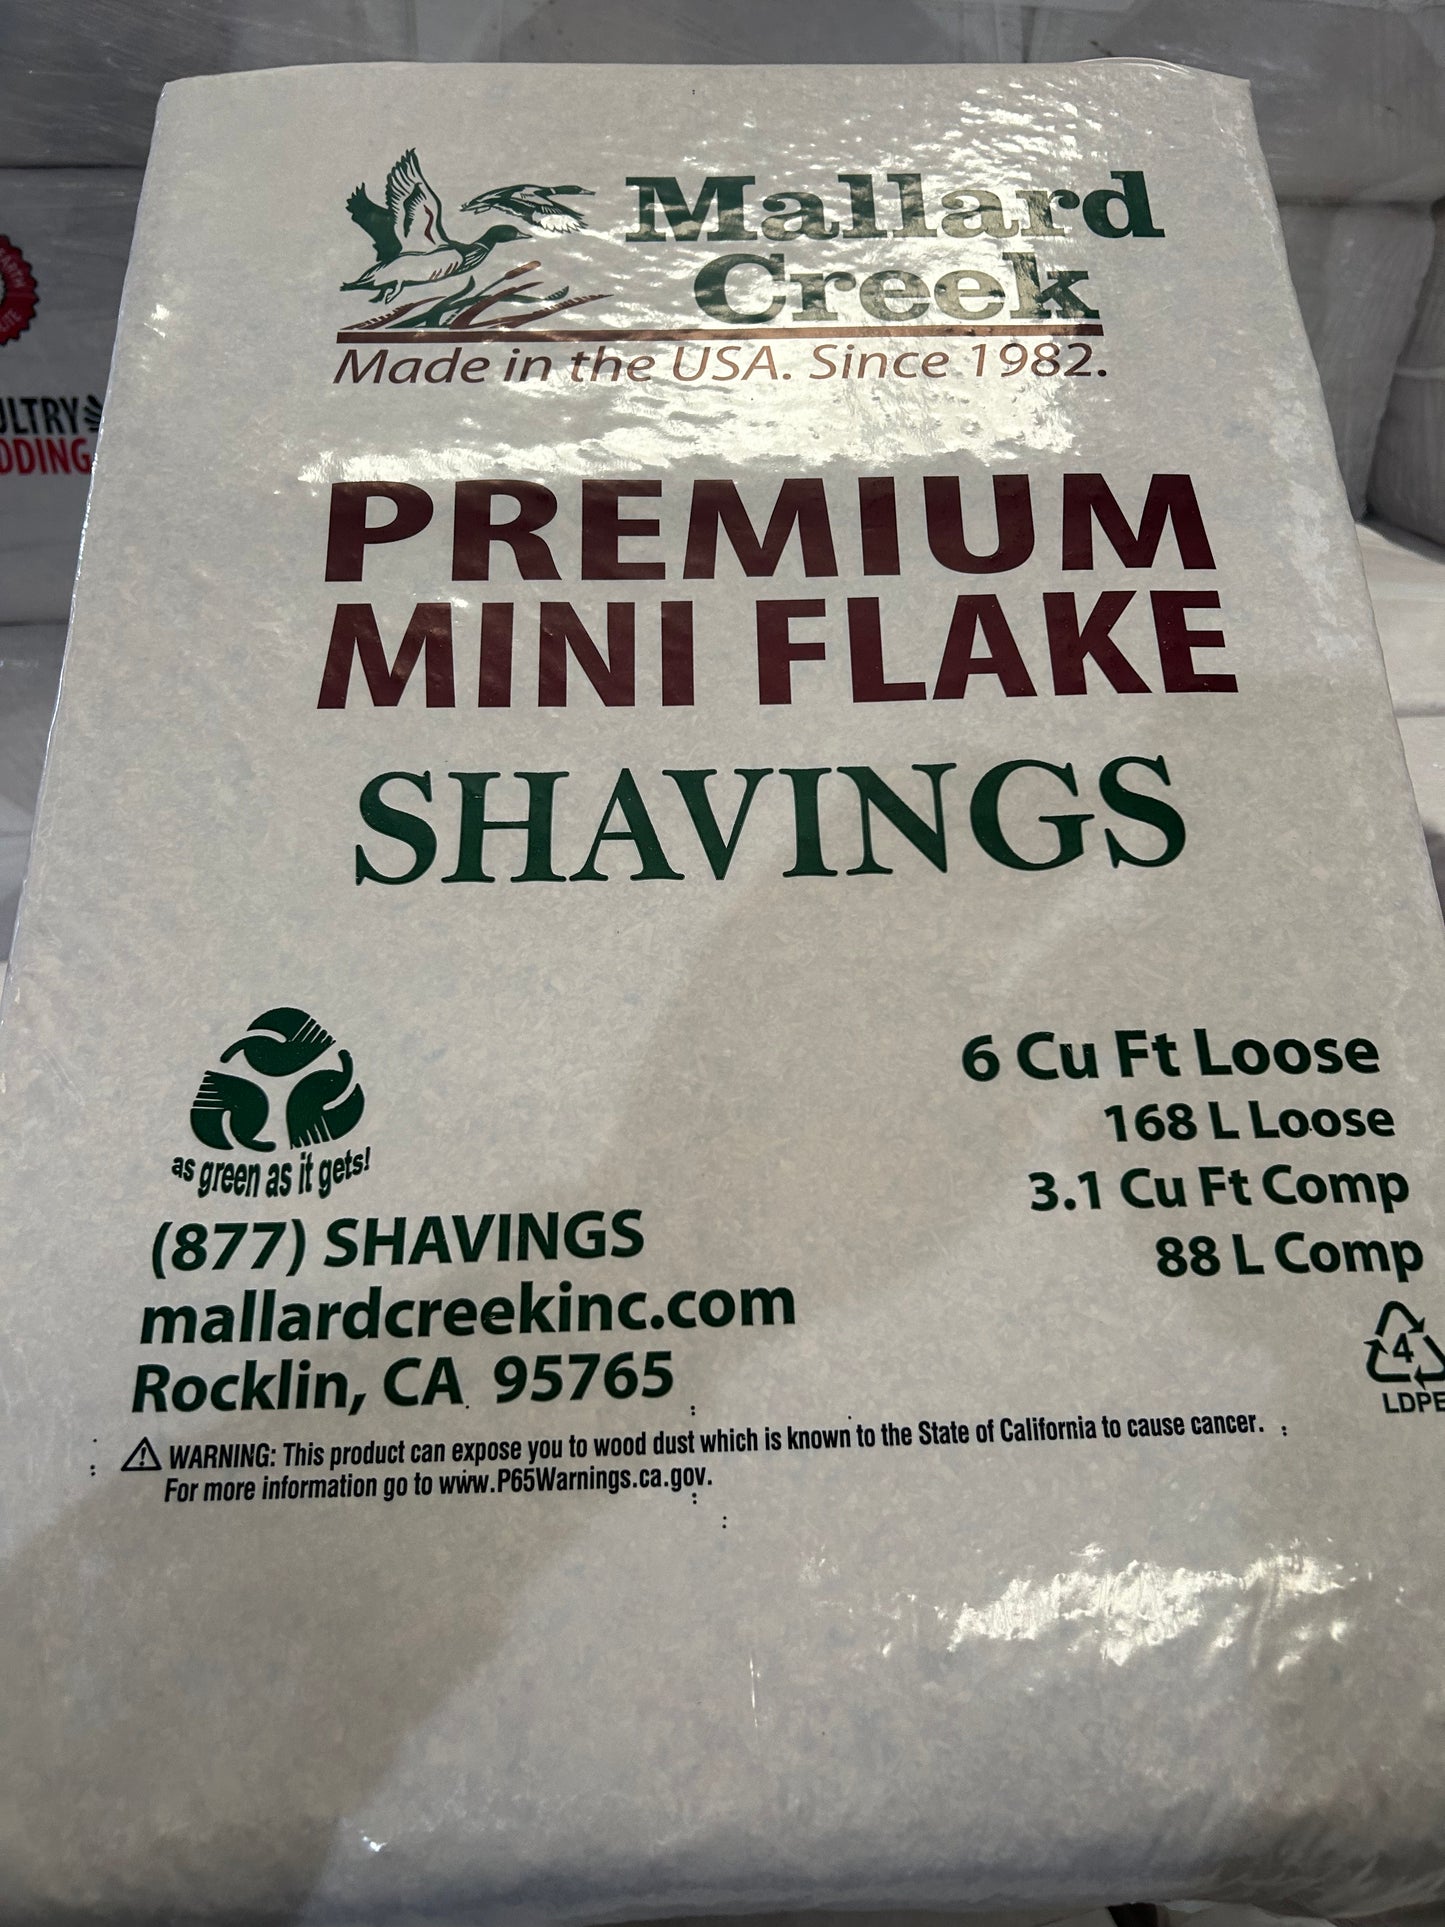 Mallard
Creek
Made in the USA. Since 1982.
PREMIUM
MINI FLAKE
SHAVINGS
as green as it gets!
(877) SHAVINGS
mallardcreekinc.com
Rocklin, CA 95765
6 Cu Ft Loose
168 L Loose
3.1 Cu Ft Comp
88 L Comp
4
LDPE
WARNING: This product can expose you to wood dust which is known to the State of California to cause cancer.
For more information go to www.P65Warnings.ca.gov.